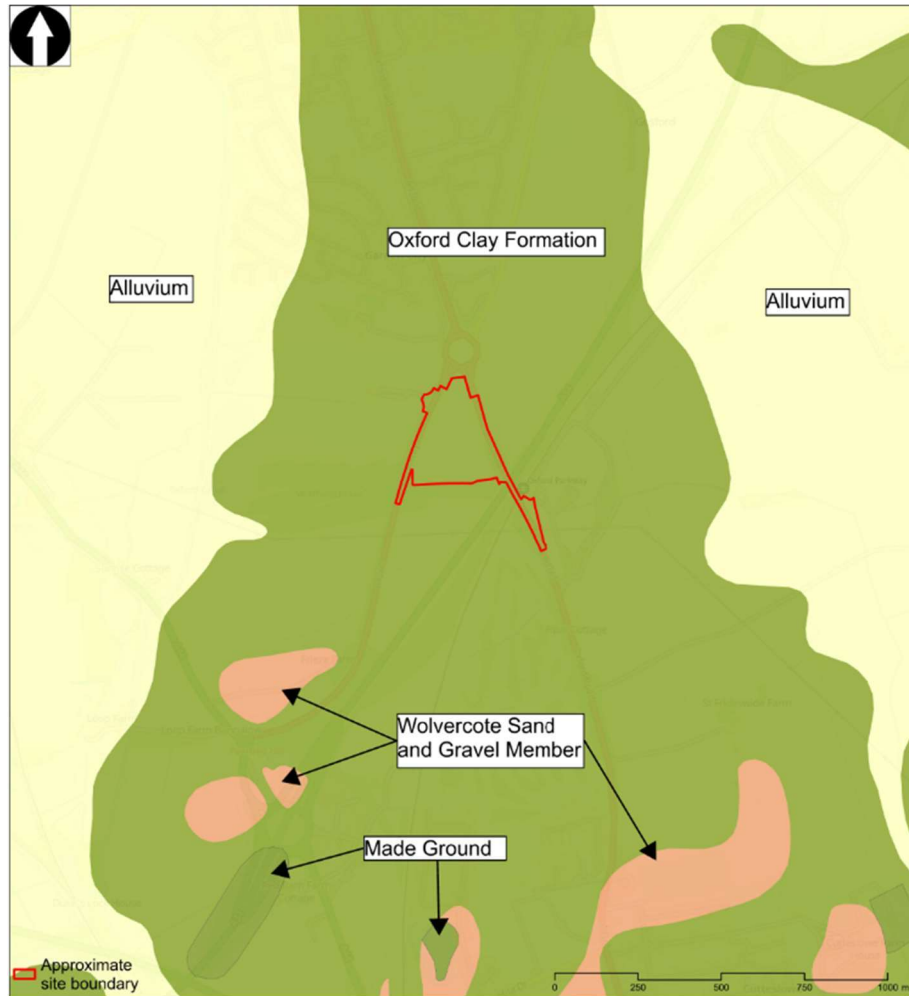 Oxford Clay Formation
Alluvium
Alluvium
Wolvercote Sand
and Gravel Member
Made Ground
Approximate
site boundary
0 250 500 750 1000 m